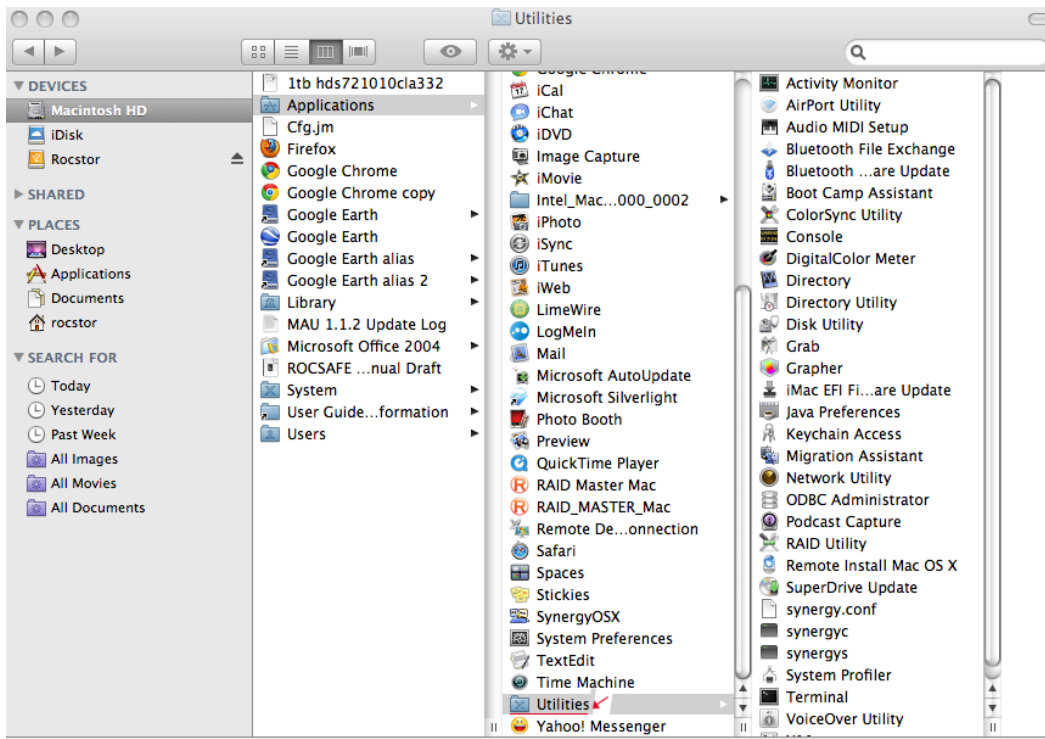 Utilities
DEVICES
Macintosh HD
iDisk
Rocstor
SHARED
PLACES
Desktop
Applications
Documents
rocstor
SEARCH FOR
Today
Yesterday
Past Week
All Images
All Movies
All Documents
1tb hds721010cla332
Applications
Cfg.jm
Firefox
Google Chrome
Google Chrome copy
Google Earth
Google Earth
Google Earth alias
Google Earth alias 2
Library
MAU 1.1.2 Update Log
Microsoft Office 2004
ROCSAFE ...nual Draft
System
User Guide...formation
Users
Google Chrome
iCal
iChat
iDVD
Image Capture
iMovie
Intel_Mac...000_0002
iPhoto
iSync
iTunes
iWeb
LimeWire
LogMeIn
Mail
Microsoft AutoUpdate
Microsoft Silverlight
Photo Booth
Preview
QuickTime Player
RAID Master Mac
RAID_MASTER_Mac
Remote De...onnection
Safari
Spaces
Stickies
SynergyOSX
System Preferences
TextEdit
Time Machine
Utilities
Yahoo! Messenger
Activity Monitor
AirPort Utility
Audio MIDI Setup
Bluetooth File Exchange
Bluetooth ...are Update
Boot Camp Assistant
ColorSync Utility
Console
DigitalColor Meter
Directory
Directory Utility
Disk Utility
Grab
Grapher
iMac EFI Fi...are Update
Java Preferences
Keychain Access
Migration Assistant
Network Utility
ODBC Administrator
Podcast Capture
RAID Utility
Remote Install Mac OS X
SuperDrive Update
synergy.conf
synergyc
synergys
System Profiler
Terminal
VoiceOver Utility